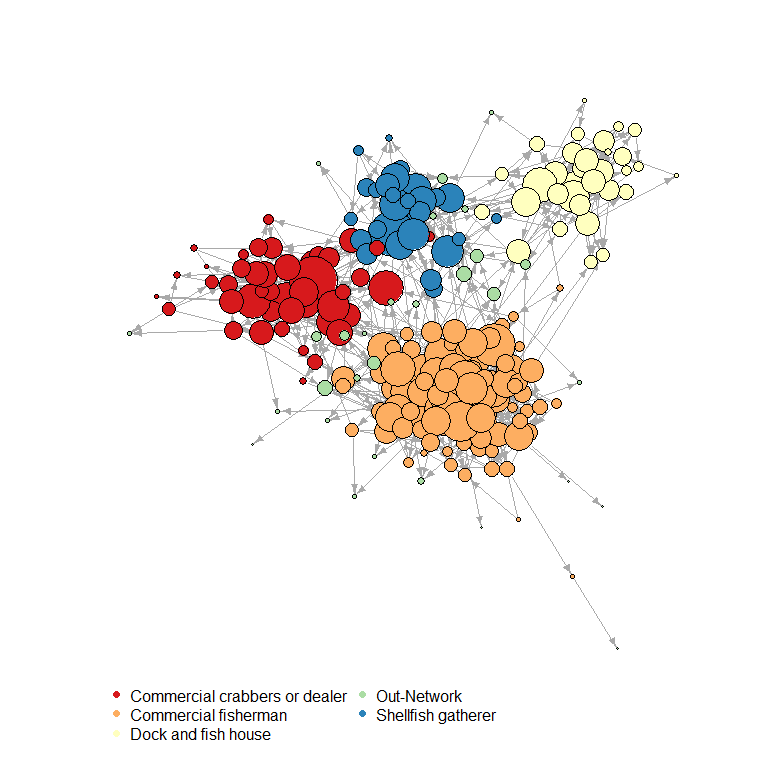 Commercial crabbers or dealer
Commercial fisherman
Dock and fish house
Out-Network
Shellfish gatherer